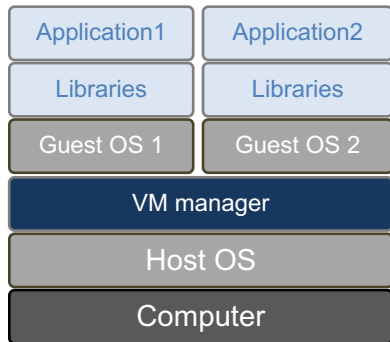 Application1
Application2
Libraries
Libraries
Guest OS 1
Guest OS 2
VM manager
Host OS
Computer